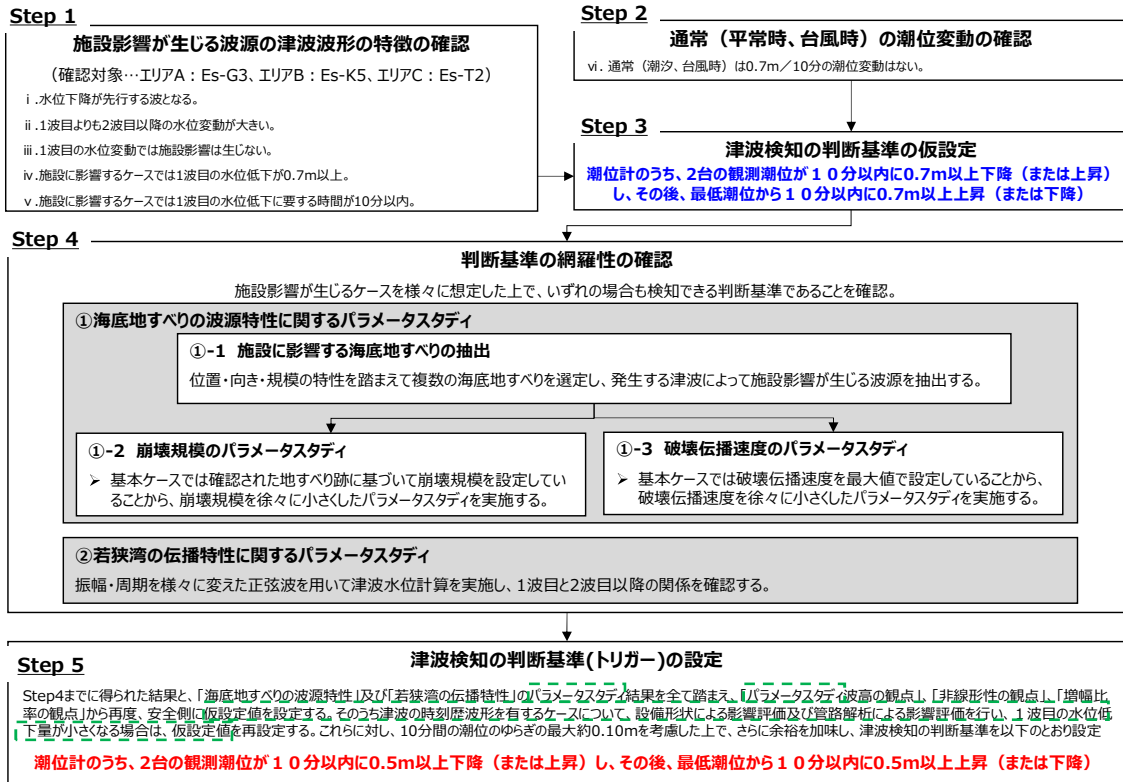 Step 1
施設影響が生じる波源の津波波形の特徴の確認
（確認対象…エリアA：Es-G3、エリアB：Es-K5、エリアC：Es-T2）
ⅰ.水位下降が先行する波となる。
ⅱ.1波目よりも2波目以降の水位変動が大きい。
ⅲ.1波目の水位変動では施設影響は生じない。
ⅳ.施設に影響するケースでは1波目の水位低下が0.7m以上。
ⅴ.施設に影響するケースでは1波目の水位低下に要する時間が10分以内。
Step 2
通常（平常時、台風時）の潮位変動の確認
ⅵ. 通常（潮汐、台風時）は0.7m／10分の潮位変動はない。
Step 3
津波検知の判断基準の仮設定
潮位計のうち、2台の観測潮位が１０分以内に0.7m以上下降（または上昇）
し、その後、最低潮位から１０分以内に0.7m以上上昇（または下降）
Step 4
判断基準の網羅性の確認
施設影響が生じるケースを様々に想定した上で、いずれの場合も検知できる判断基準であることを確認。
①海底地すべりの波源特性に関するパラメータスタディ
①-1 施設に影響する海底地すべりの抽出
位置・向き・規模の特性を踏まえて複数の海底地すべりを選定し、発生する津波によって施設影響が生じる波源を抽出する。
①-2 崩壊規模のパラメータスタディ
➢ 基本ケースでは確認された地すべり跡に基づいて崩壊規模を設定してい
ることから、崩壊規模を徐々に小さくしたパラメータスタディを実施する。
①-3 破壊伝播速度のパラメータスタディ
➢ 基本ケースでは破壊伝播速度を最大値で設定していることから、
破壊伝播速度を徐々に小さくしたパラメータスタディを実施する。
②若狭湾の伝播特性に関するパラメータスタディ
振幅・周期を様々に変えた正弦波を用いて津波水位計算を実施し、1波目と2波目以降の関係を確認する。
Step 5
津波検知の判断基準(トリガー)の設定
Step4までに得られた結果と、「海底地すべりの波源特性」及び「若狭湾の伝播特性」のパラメータスタディ結果を全て踏まえ、「パラメータスタディ波高の観点」、「非線形性の観点」、「増幅比
率の観点」から再度、安全側に仮設定値を設定する。そのうち津波の時刻歴波形を有するケースについて、設備形状による影響評価及び管路解析による影響評価を行い、１波目の水位低
下量が小さくなる場合は、仮設定値を再設定する。これらに対し、10分間の潮位のゆらぎの最大約0.10mを考慮した上で、さらに余裕を加味し、津波検知の判断基準を以下のとおり設定
潮位計のうち、2台の観測潮位が１０分以内に0.5m以上下降（または上昇）し、その後、最低潮位から１０分以内に0.5m以上上昇（または下降）